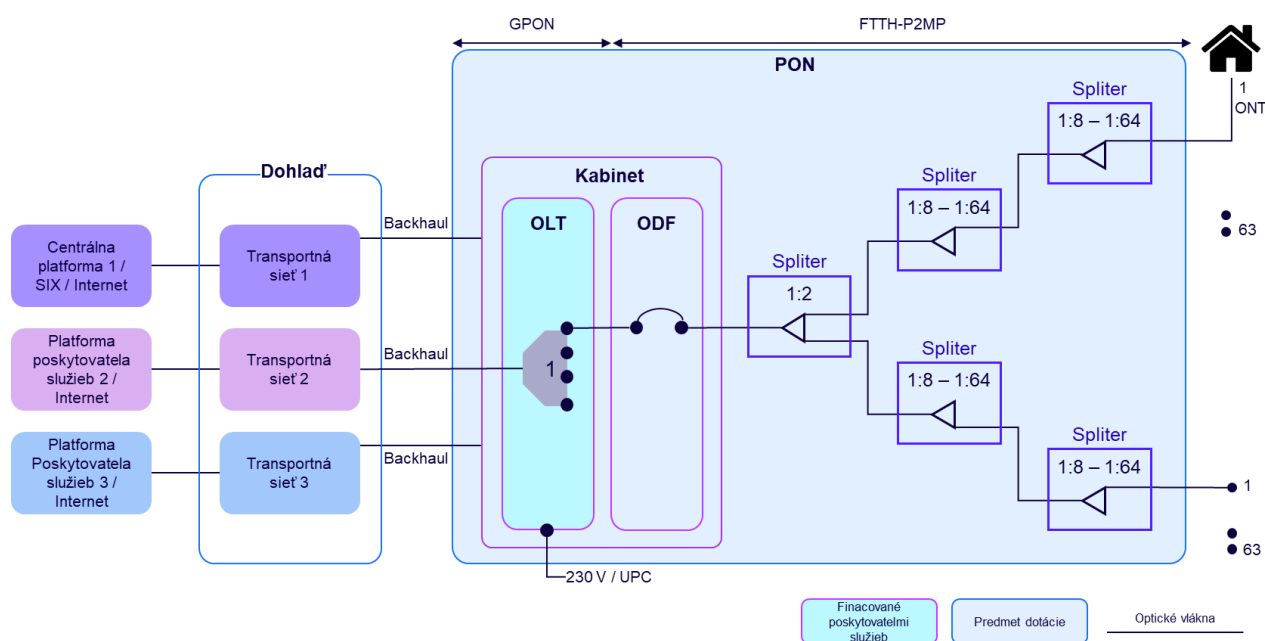 GPON
FTTH-P2MP
PON
Spliter
1:8 – 1:64
1
ONT
Dohlaď
Kabinet
Spliter
1:8 – 1:64
63
OLT
ODF
Backhaul
Centrálna
platforma 1 /
SIX / Internet
Transportná
sieť 1
Spliter
1:2
Platforma
poskytovateľa
služieb 2 /
Internet
Transportná
sieť 2
Backhaul
1
Spliter
1:8 – 1:64
Platforma
Poskytovateľa
služieb 3 /
Internet
Transportná
sieť 3
Backhaul
Spliter
1:8 – 1:64
1
63
230 V / UPC
Finacované
poskytovatelmi
služieb
Predmet dotácie
Optické vlákna